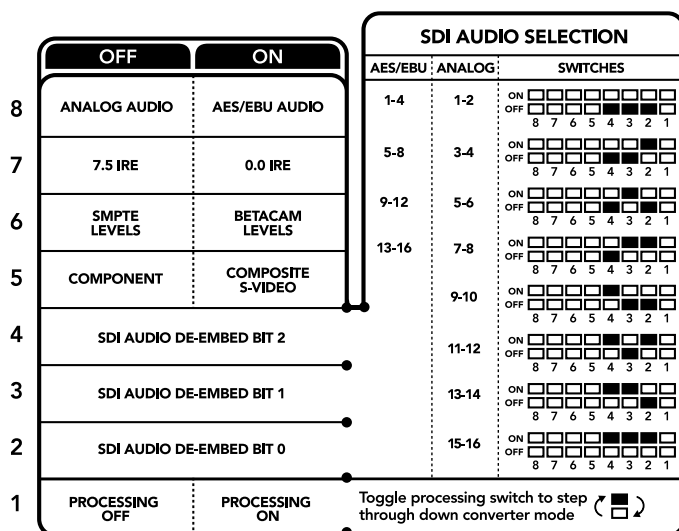 OFF ON
8 ANALOG AUDIO AES/EBU AUDIO
7 7.5 IRE 0.0 IRE
6 SMPTE LEVELS BETACAM LEVELS
5 COMPONENT COMPOSITE S-VIDEO
4 SDI AUDIO DE-EMBED BIT 2
3 SDI AUDIO DE-EMBED BIT 1
2 SDI AUDIO DE-EMBED BIT 0
1 PROCESSING OFF PROCESSING ON
SDI AUDIO SELECTION
AES/EBU ANALOG SWITCHES
1-4 1-2 ON
OFF
8 7 6 5 4 3 2 1
5-8 3-4 ON
OFF
8 7 6 5 4 3 2 1
9-12 5-6 ON
OFF
8 7 6 5 4 3 2 1
13-16 7-8 ON
OFF
8 7 6 5 4 3 2 1
9-10 ON
OFF
8 7 6 5 4 3 2 1
11-12 ON
OFF
8 7 6 5 4 3 2 1
13-14 ON
OFF
8 7 6 5 4 3 2 1
15-16 ON
OFF
8 7 6 5 4 3 2 1
Toggle processing switch to step
through down converter mode